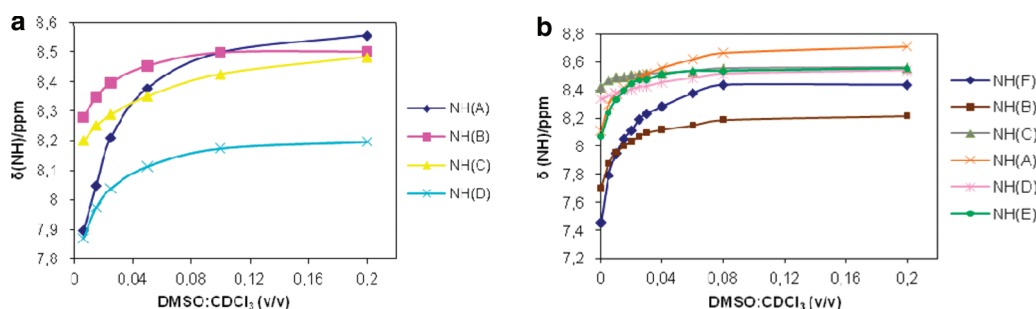 a
8,6
8,5
8,4
8,3
8,2
8,1
8
7,9
7,8
δ(NH)/ppm
0
0,04
0,08
0,12
0,16
0,2
DMSO:CDCl₃ (v/v)
NH(A)
NH(B)
NH(C)
NH(D)
b
8,8
8,6
8,4
8,2
8
7,8
7,6
7,4
7,2
δ (NH)/ppm
0
0,04
0,08
0,12
0,16
0,2
DMSO:CDCl₃ (v/v)
NH(F)
NH(B)
NH(C)
NH(A)
NH(D)
NH(E)